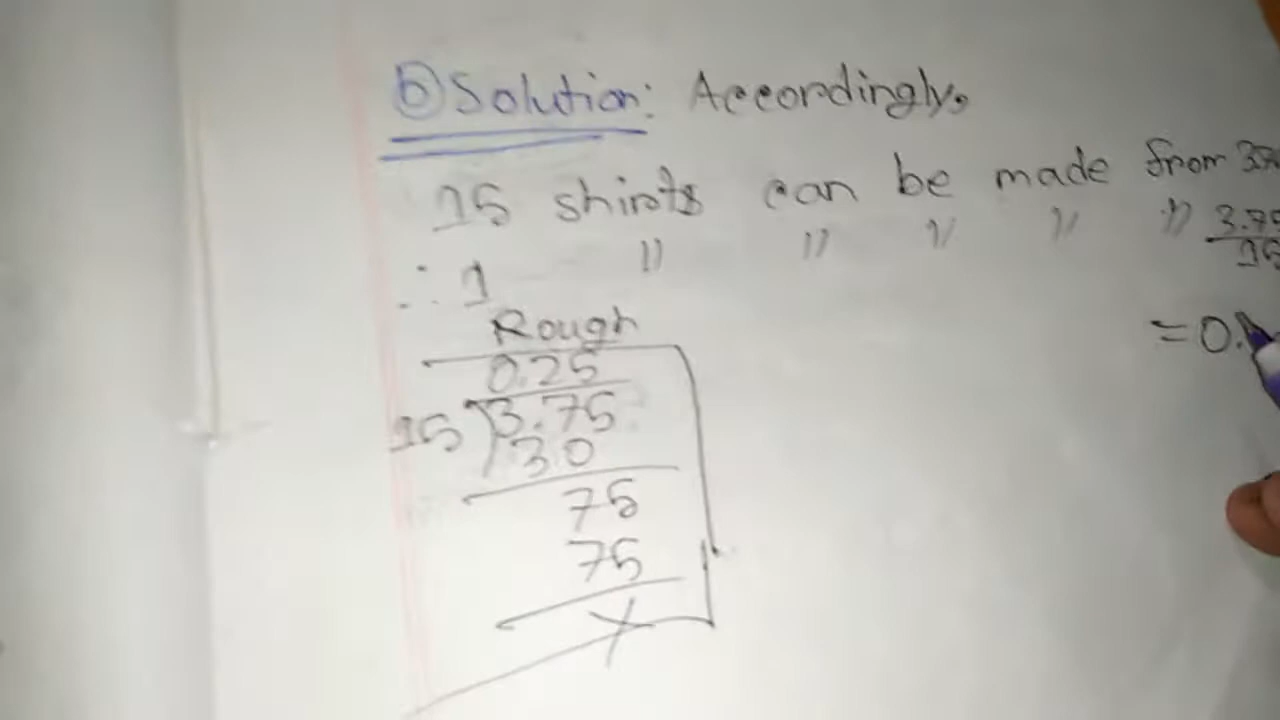 b Solution: Accordingly,
15 shirts can be made from
∴ 1 " " " " " 3.75
15
= 0.
Rough
0.25
15 ) 3.75
30
75
75
x